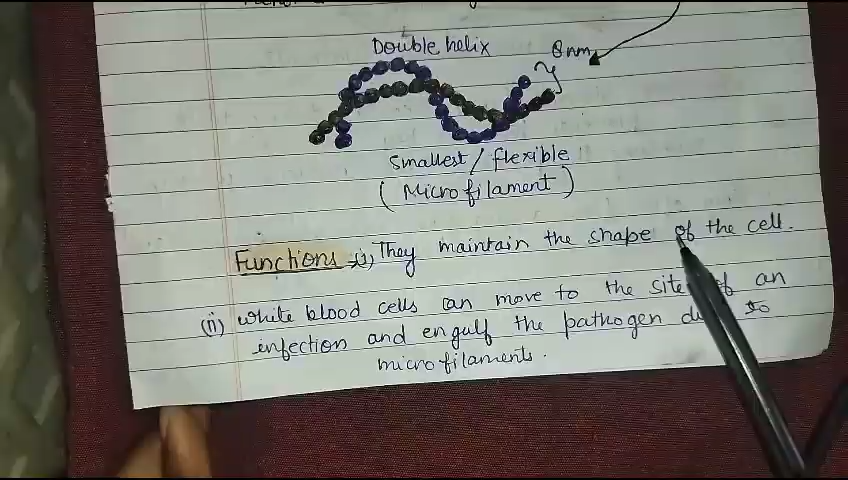 Double helix
8nm
Smallest / flexible
(Microfilament)
Functions :- i, They maintain the shape of the cell.
(ii) white blood cells can move to the site of an
infection and engulf the pathogen due to
microfilaments.